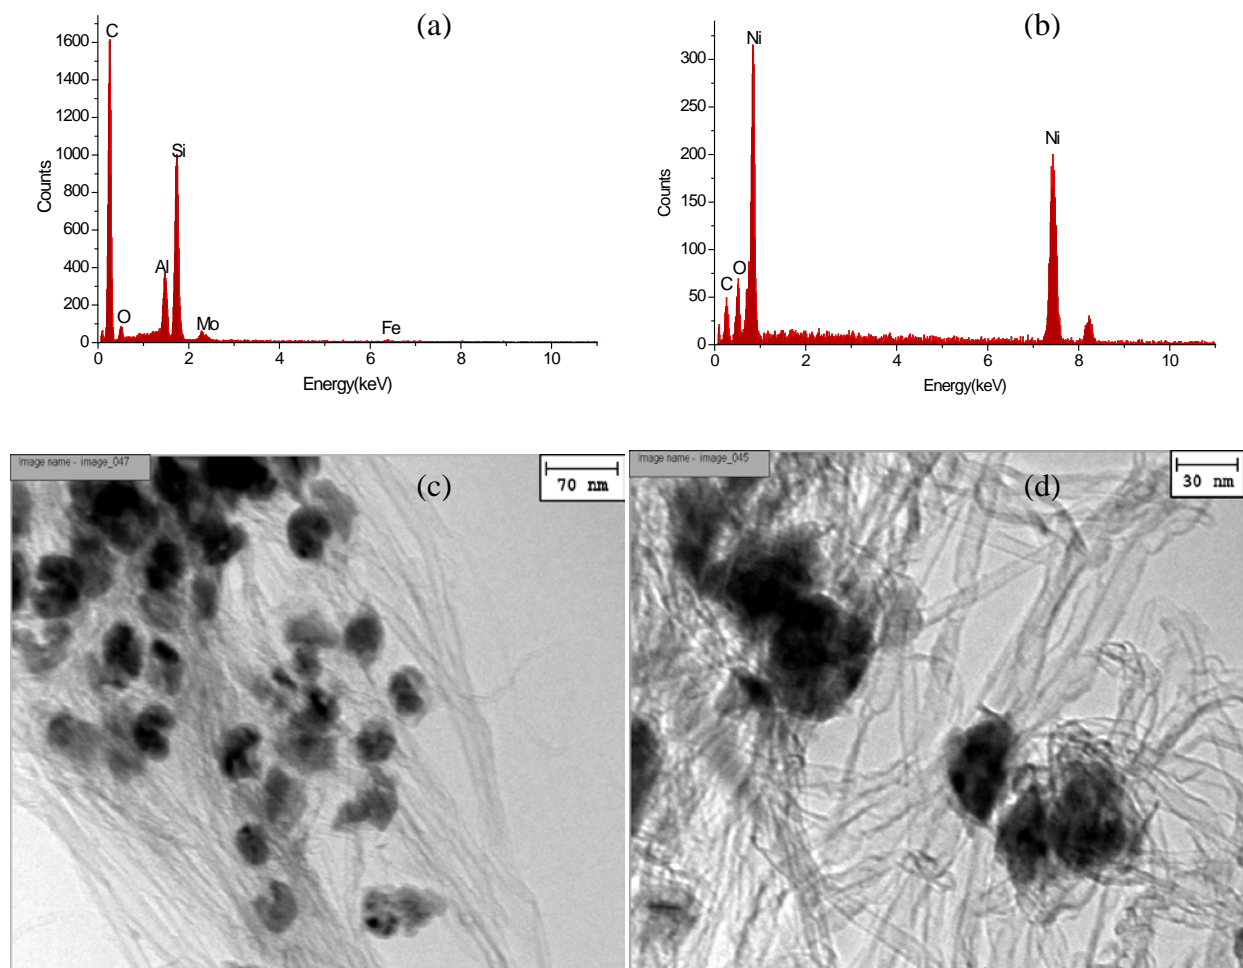 (a)
C
O
Al
Si
Mo
Fe
Counts
1600
1400
1200
1000
800
600
400
200
0
0 2 4 6 8 10
Energy(keV)
(b)
Ni
C
O
Ni
Counts
300
250
200
150
100
50
0
0 2 4 6 8 10
Energy(keV)
Image name - image_047
(c)
70 nm
Image name - image_045
(d)
30 nm